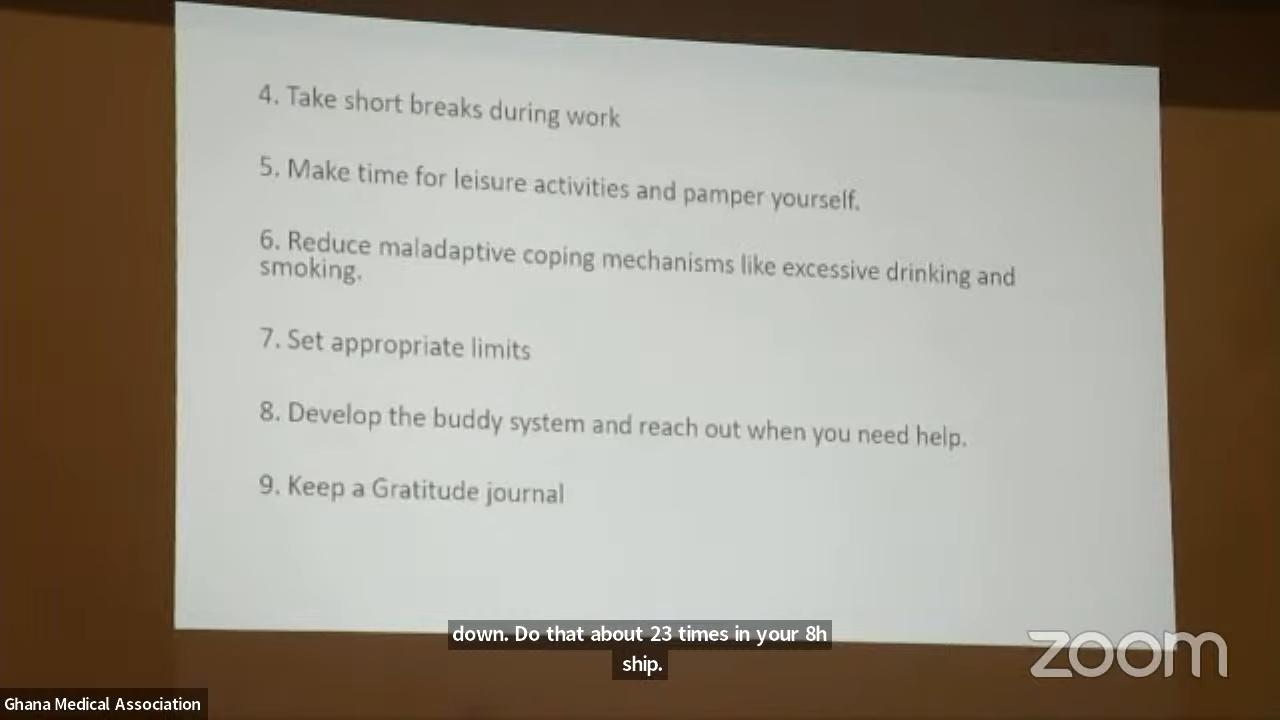 4. Take short breaks during work
5. Make time for leisure activities and pamper yourself.
6. Reduce maladaptive coping mechanisms like excessive drinking and
smoking.
7. Set appropriate limits
8. Develop the buddy system and reach out when you need help.
9. Keep a Gratitude journal
down. Do that about 23 times in your 8h
ship.
zoom
Ghana Medical Association